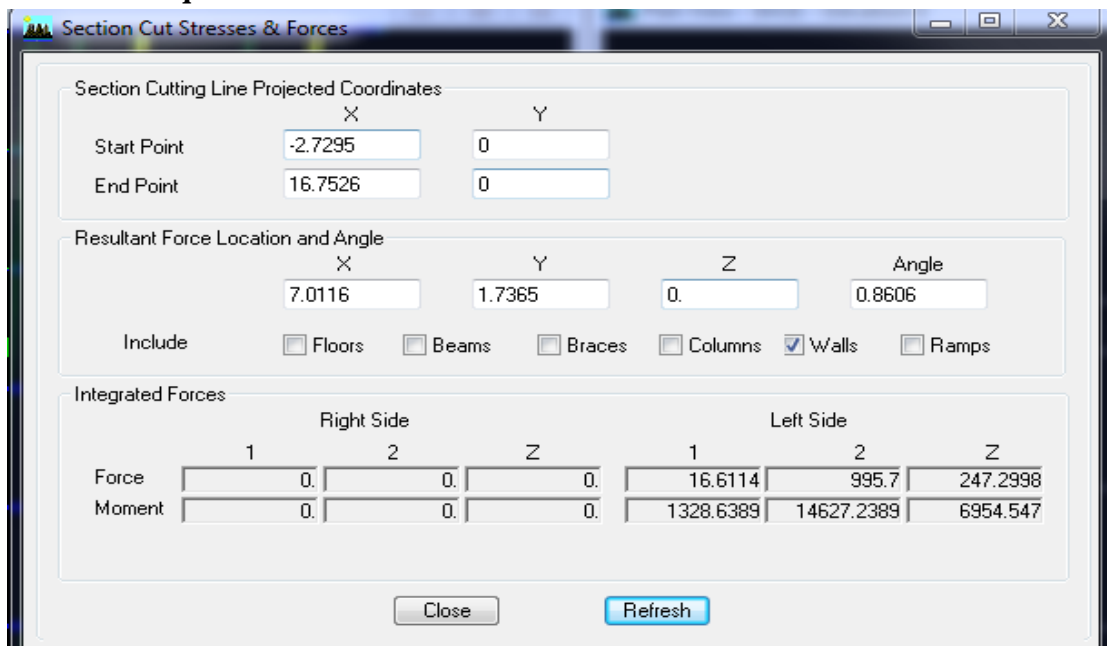 Section Cut Stresses & Forces
Section Cutting Line Projected Coordinates
X Y
Start Point -2.7295 0
End Point 16.7526 0
Resultant Force Location and Angle
X Y Z Angle
7.0116 1.7365 0. 0.8606
Include Floors Beams Braces Columns Walls Ramps
Integrated Forces
Right Side Left Side
1 2 Z 1 2 Z
Force 0. 0. 0. 16.6114 995.7 247.2998
Moment 0. 0. 0. 1328.6389 14627.2389 6954.547
Close Refresh